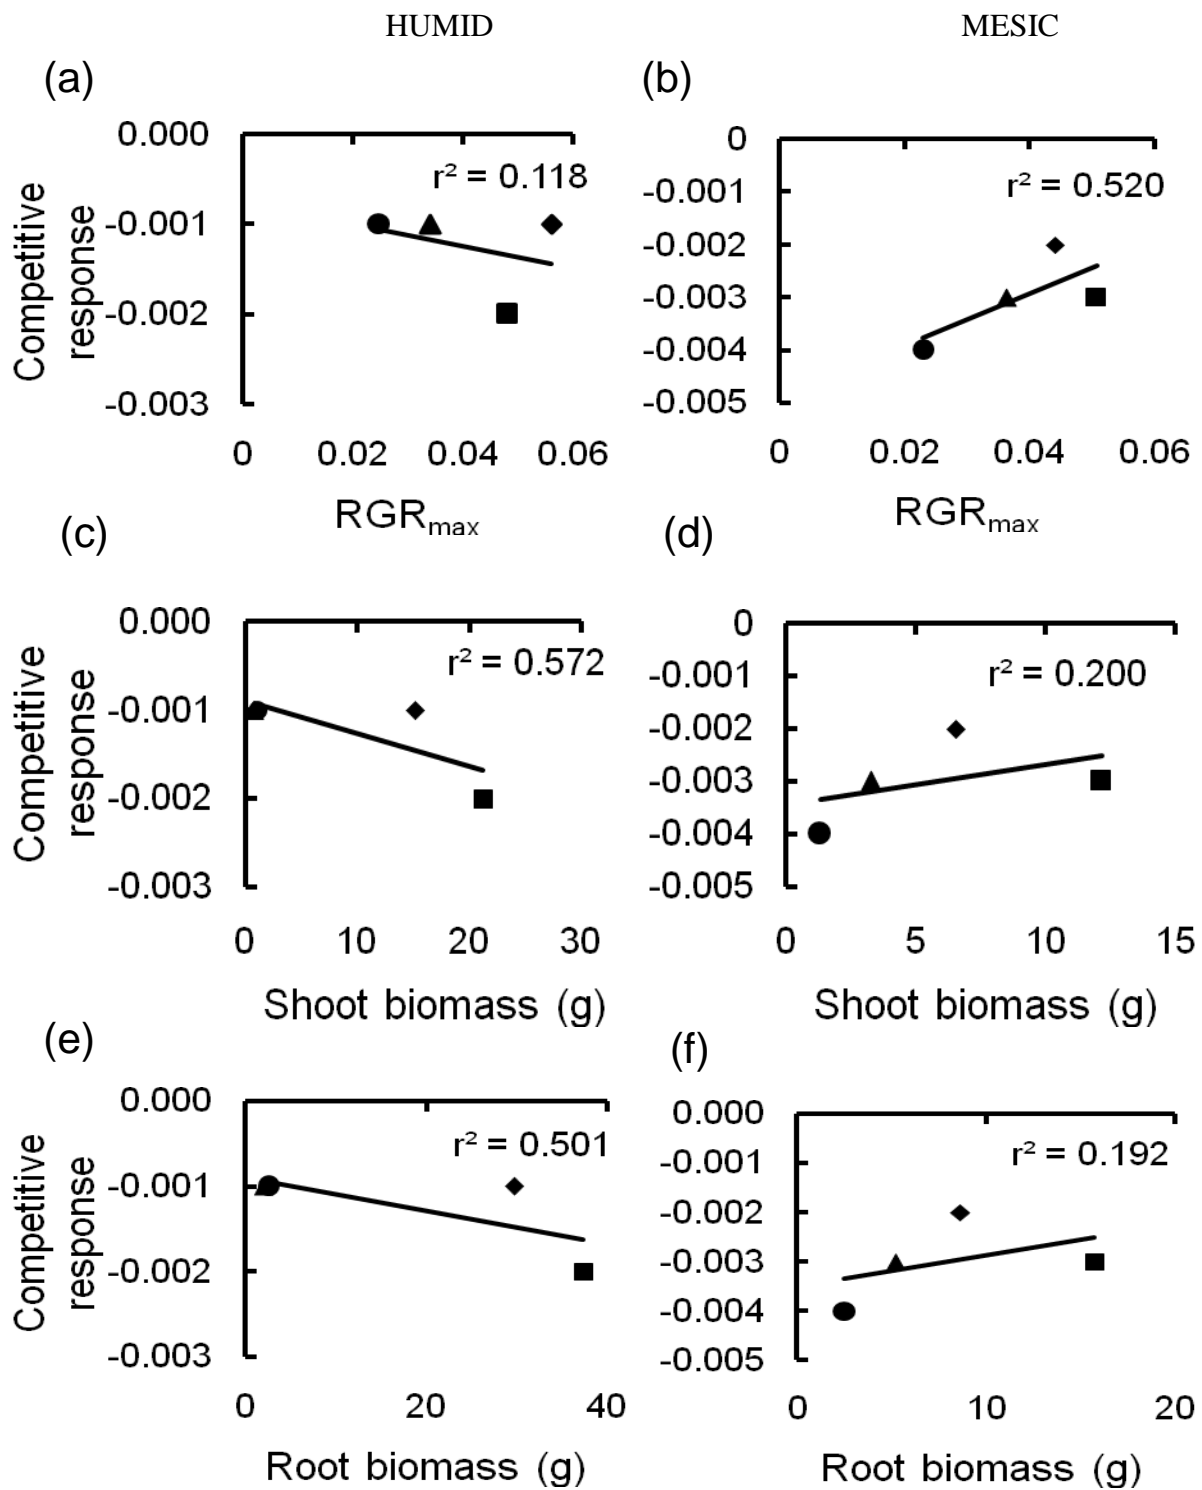 HUMID MESIC
(a) (b)
Competitive response
0.000
-0.001
-0.002
-0.003
r² = 0.118
0 0.02 0.04 0.06
RGRmax
0
-0.001
-0.002
-0.003
-0.004
-0.005
r² = 0.520
0 0.02 0.04 0.06
RGRmax
(c) (d)
Competitive response
0.000
-0.001
-0.002
-0.003
r² = 0.572
0 10 20 30
Shoot biomass (g)
0
-0.001
-0.002
-0.003
-0.004
-0.005
r² = 0.200
0 5 10 15
Shoot biomass (g)
(e) (f)
Competitive response
0.000
-0.001
-0.002
-0.003
r² = 0.501
0 20 40
Root biomass (g)
0.000
-0.001
-0.002
-0.003
-0.004
-0.005
r² = 0.192
0 10 20
Root biomass (g)